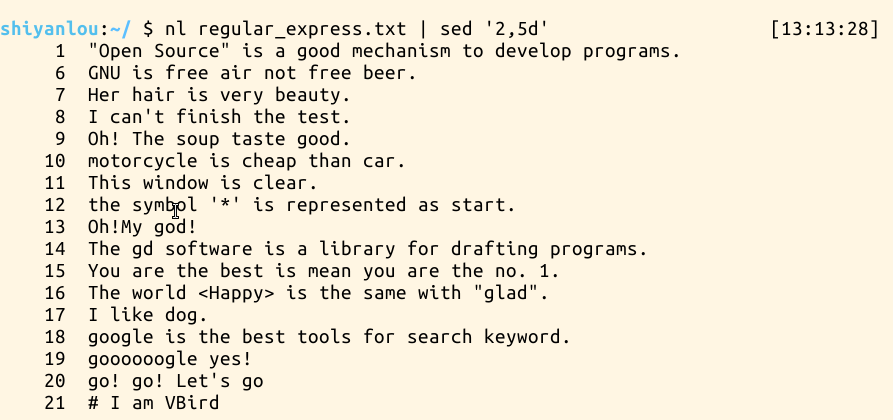 shiyanlou:~/ $ nl regular_express.txt | sed '2,5d' [13:13:28]
1 "Open Source" is a good mechanism to develop programs.
6 GNU is free air not free beer.
7 Her hair is very beauty.
8 I can't finish the test.
9 Oh! The soup taste good.
10 motorcycle is cheap than car.
11 This window is clear.
12 the symbol '*' is represented as start.
13 Oh!My god!
14 The gd software is a library for drafting programs.
15 You are the best is mean you are the no. 1.
16 The world <Happy> is the same with "glad".
17 I like dog.
18 google is the best tools for search keyword.
19 goooooogle yes!
20 go! go! Let's go
21 # I am VBird